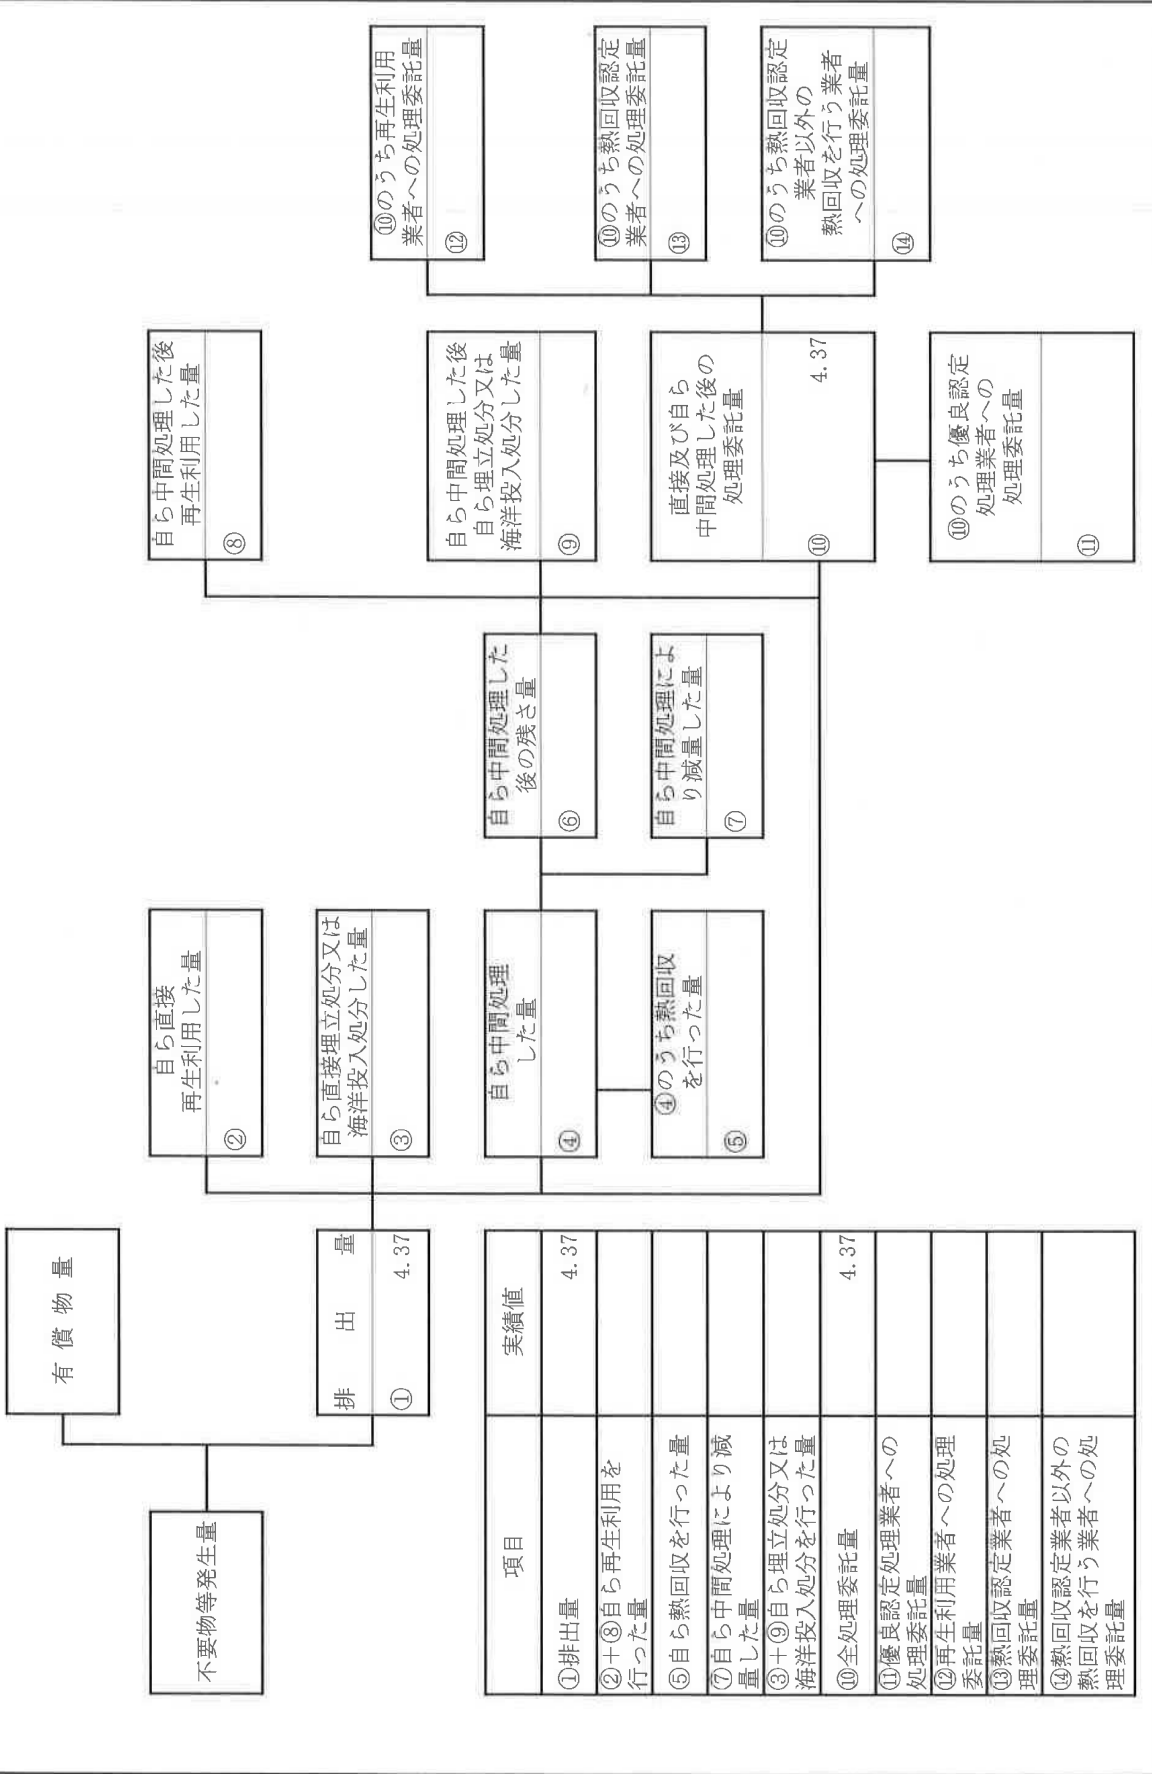 有償物量
不要物等発生量
排出量
① 4.37
自ら直接
再生利用した量
②
自ら直接埋立処分又は
海洋投入処分した量
③
自ら中間処理
した量
④
④のうち熱回収
を行った量
⑤
自ら中間処理した
後の残さ量
⑥
自ら中間処理によ
り減量した量
⑦
自ら中間処理した後
再生利用した量
⑧
自ら中間処理した後
自ら埋立処分又は
海洋投入処分した量
⑨
直接及び自ら
中間処理した後の
処理委託量
⑩ 4.37
⑩のうち優良認定
処理業者への
処理委託量
⑪
⑩のうち再生利用
業者への処理委託量
⑫
⑩のうち熱回収認定
業者への処理委託量
⑬
⑩のうち熱回収認定
業者以外の
熱回収を行う業者
への処理委託量
⑭
項目 実績値
①排出量 4.37
②＋⑧自ら再生利用を
行った量
⑤自ら熱回収を行った量
⑦自ら中間処理により減
量した量
③＋⑨自ら埋立処分又は
海洋投入処分を行った量
⑩全処理委託量 4.37
⑪優良認定処理業者への
処理委託量
⑫再生利用業者への処理
委託量
⑬熱回収認定業者への処
理委託量
⑭熱回収認定業者以外の
熱回収を行う業者への処
理委託量